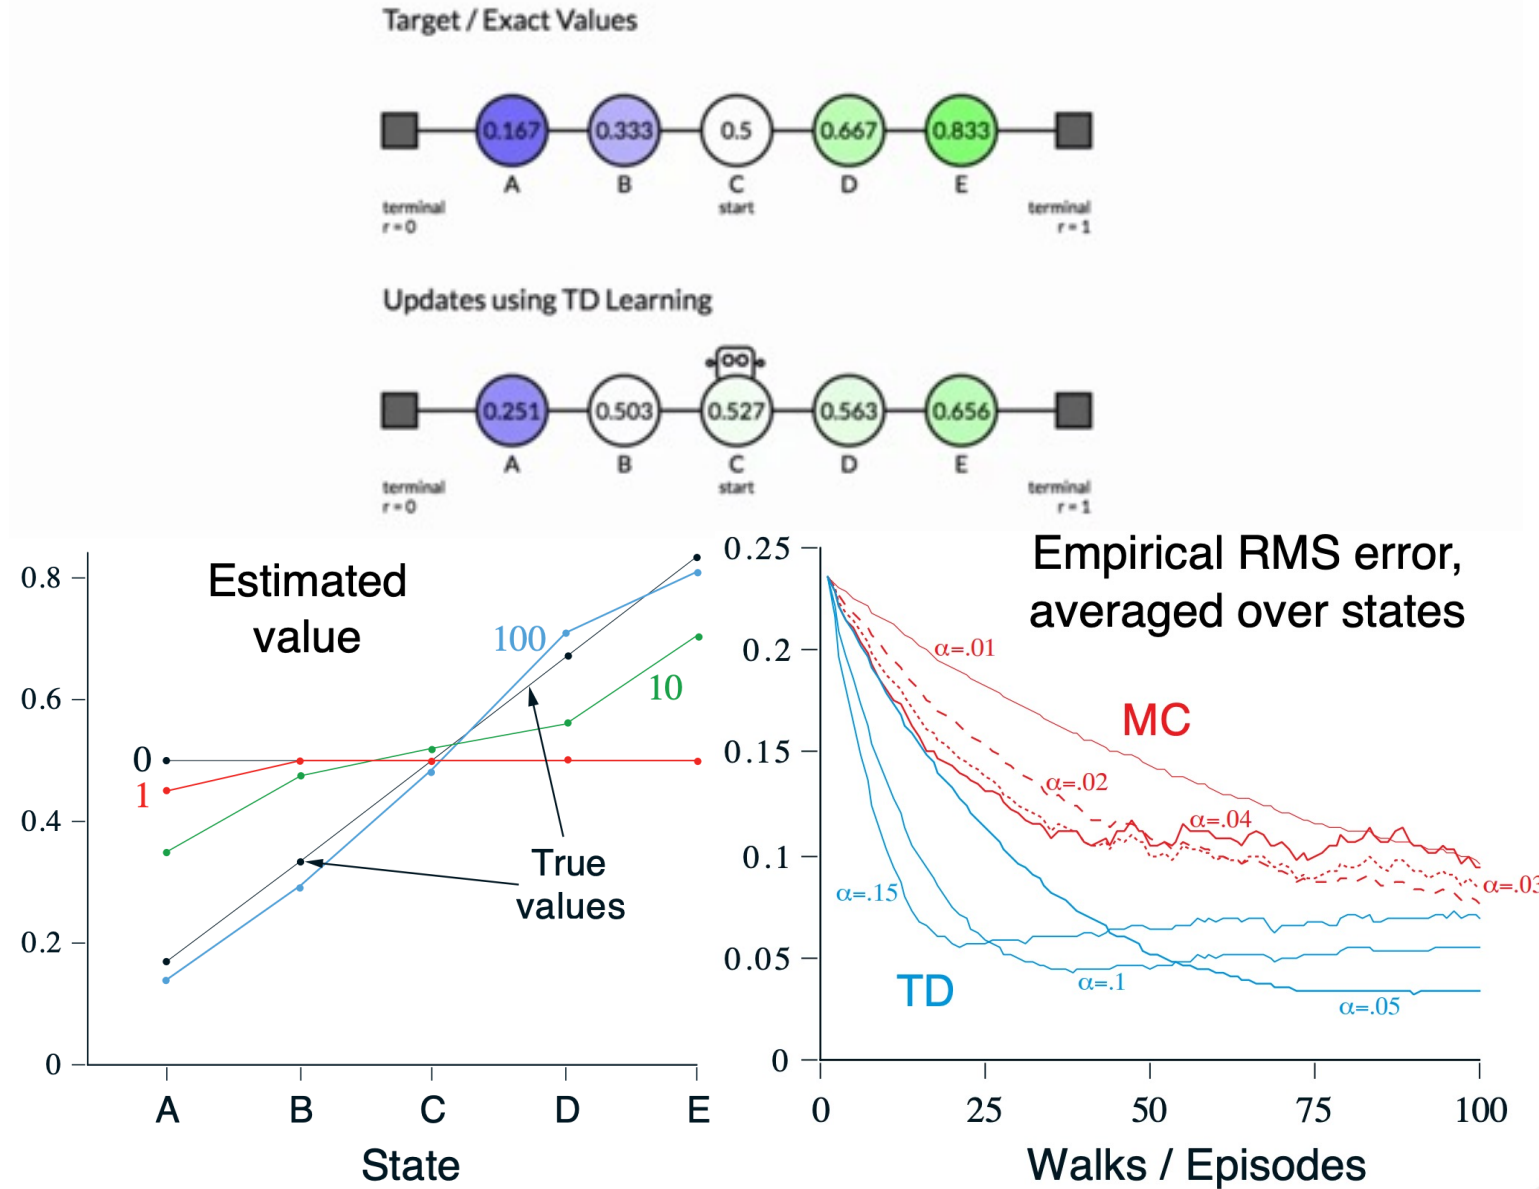 Target / Exact Values
0.167 0.333 0.5 0.667 0.833
A B C D E
terminal start terminal
r = 0 r = 1
Updates using TD Learning
0.251 0.503 0.527 0.563 0.656
A B C D E
terminal start terminal
r = 0 r = 1
Estimated
value
0.8
0.6
0.4
0.2
0
0
1
10
100
True
values
A B C D E
State
Empirical RMS error,
averaged over states
0.25
0.2
0.15
0.1
0.05
0
α=.01
MC
α=.02
α=.04
α=.03
α=.15
TD
α=.1
α=.05
0 25 50 75 100
Walks / Episodes